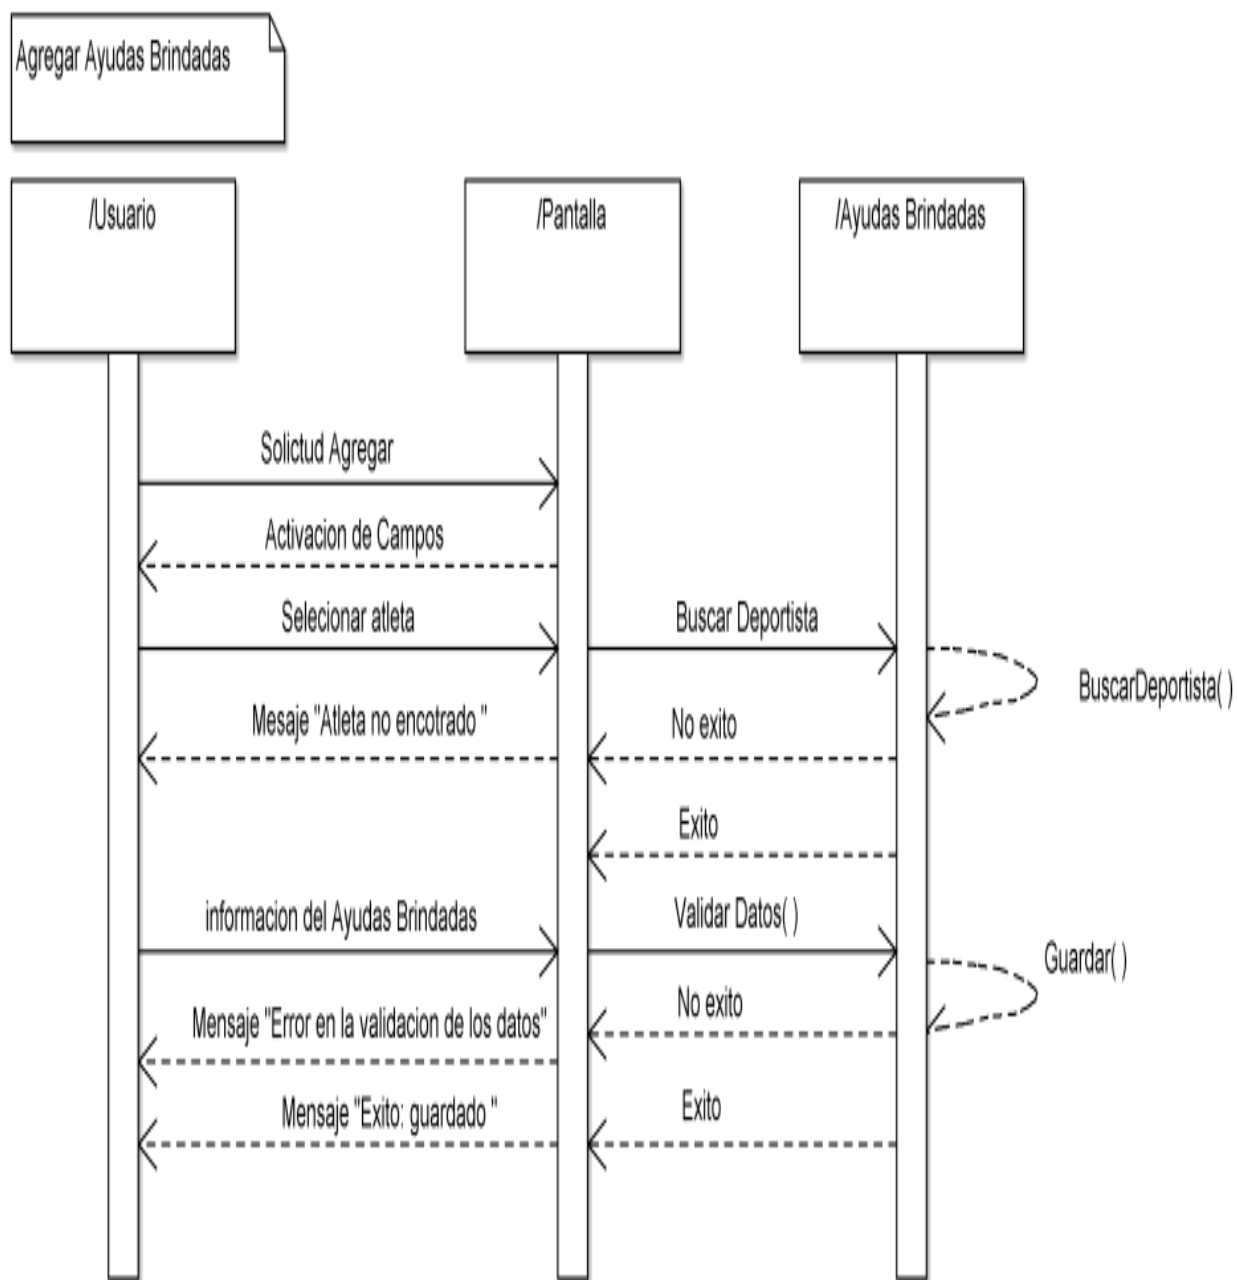 Agregar Ayudas Brindadas
/Usuario
/Pantalla
/Ayudas Brindadas
Solictud Agregar
Activacion de Campos
Selecionar atleta
Buscar Deportista
BuscarDeportista( )
Mesaje "Atleta no encotrado "
No exito
Exito
informacion del Ayudas Brindadas
Validar Datos( )
Guardar( )
No exito
Mensaje "Error en la validacion de los datos"
Mensaje "Exito: guardado "
Exito